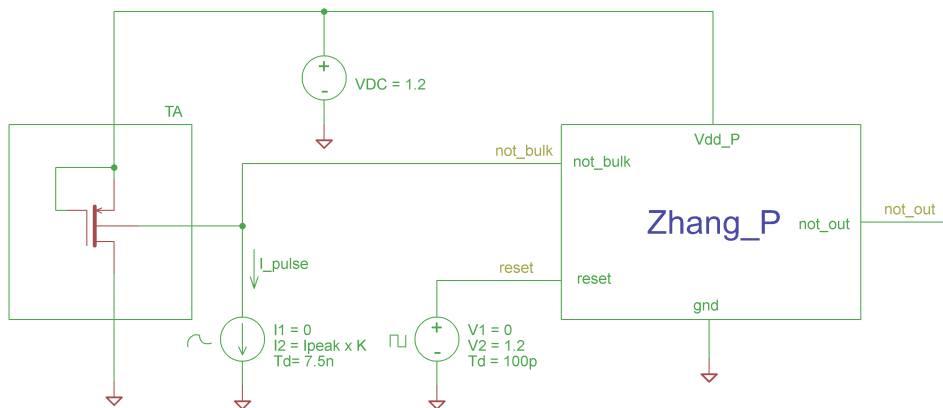 TA
+
-
VDC = 1.2
Vdd_P
not_bulk
not_bulk
Zhang_P
not_out
not_out
I_pulse
reset
reset
gnd
I1 = 0
I2 = Ipeak x K
Td= 7.5n
+
-
V1 = 0
V2 = 1.2
Td = 100p